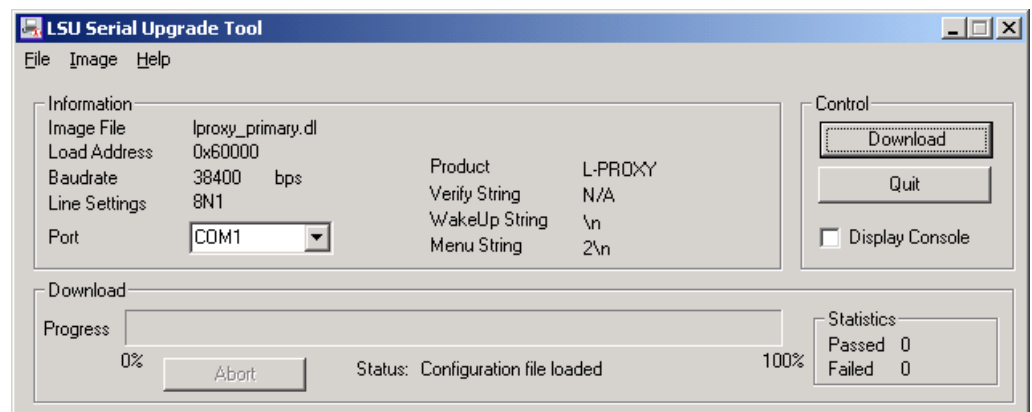 LSU Serial Upgrade Tool
File Image Help
Information
Image File lproxy_primary.dl
Load Address 0x60000
Baudrate 38400 bps
Line Settings 8N1
Port COM1
Product L-PROXY
Verify String N/A
WakeUp String \n
Menu String 2\n
Control
Download
Quit
Display Console
Download
Progress
0% 100%
Abort
Status: Configuration file loaded
Statistics
Passed 0
Failed 0